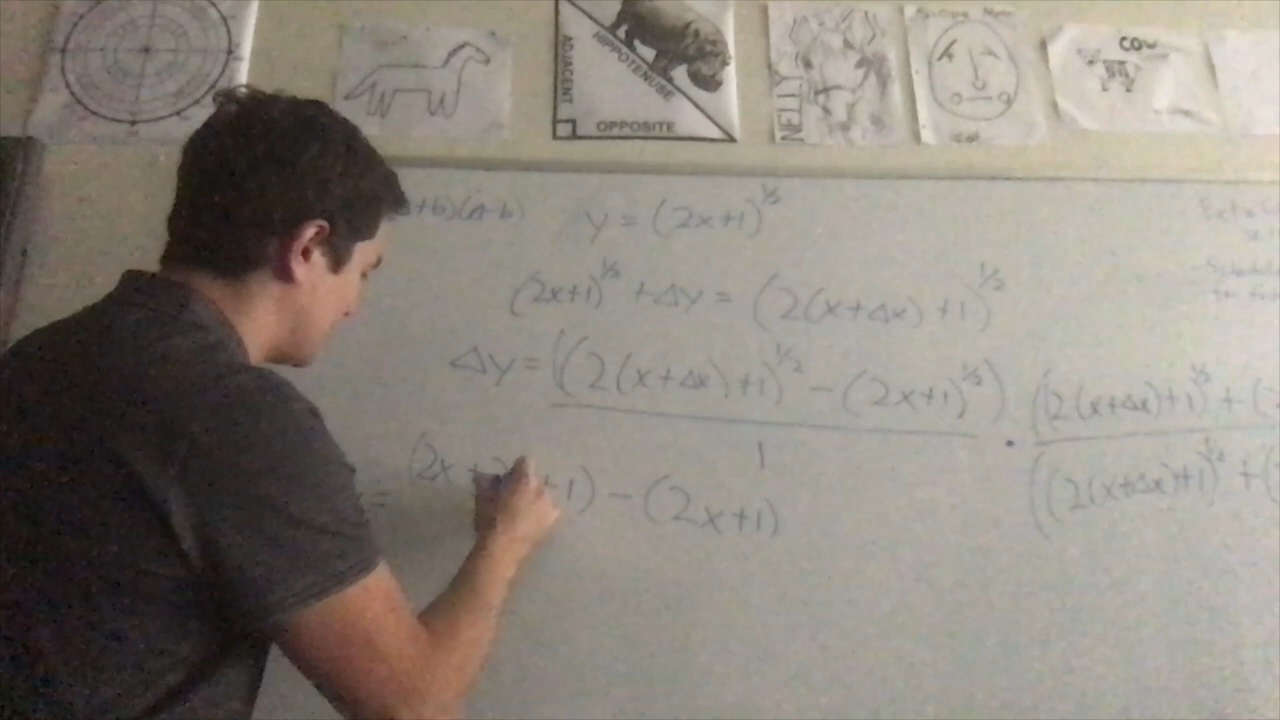 ADJACENT
HIPPOTENUSE
OPPOSITE
NELLY
COW
+b)(a-b)
y = (2x+1)^{1/2}
(2x+1)^{1/2} + Δy = (2(x+Δx)+1)^{1/2}
Δy = ((2(x+Δx)+1)^{1/2} - (2x+1)^{1/2}) . ((2(x+Δx)+1)^{1/2} + (
1 ((2(x+Δx)+1)^{1/2} + (
= (2x + +1) - (2x+1)